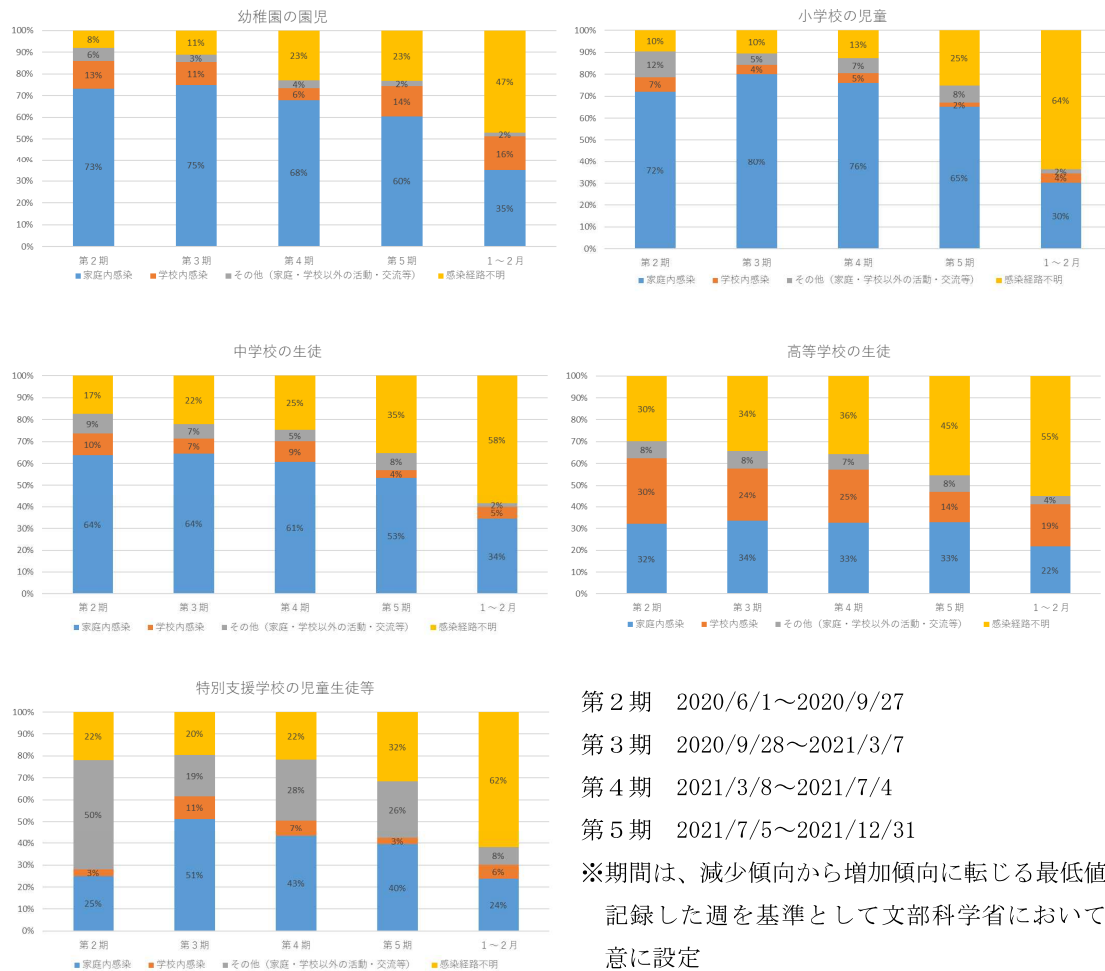 幼稚園の園児
100%
90%
80%
70%
60%
50%
40%
30%
20%
10%
0%
8% 11% 23% 23% 47%
6% 3% 4% 2% 2%
13% 11% 6% 14% 16%
73% 75% 68% 60% 35%
第2期 第3期 第4期 第5期 1～2月
家庭内感染 学校内感染 その他（家庭・学校以外の活動・交流等） 感染経路不明
小学校の児童
100%
90%
80%
70%
60%
50%
40%
30%
20%
10%
0%
10% 10% 13% 25% 64%
12% 5% 7% 8% 2%
7% 4% 5% 2% 4%
72% 80% 76% 65% 30%
第2期 第3期 第4期 第5期 1～2月
家庭内感染 学校内感染 その他（家庭・学校以外の活動・交流等） 感染経路不明
中学校の生徒
100%
90%
80%
70%
60%
50%
40%
30%
20%
10%
0%
17% 22% 25% 35% 58%
9% 7% 5% 8% 2%
10% 7% 9% 4% 5%
64% 64% 61% 53% 34%
第2期 第3期 第4期 第5期 1～2月
家庭内感染 学校内感染 その他（家庭・学校以外の活動・交流等） 感染経路不明
高等学校の生徒
100%
90%
80%
70%
60%
50%
40%
30%
20%
10%
0%
30% 34% 36% 45% 55%
8% 8% 7% 8% 4%
30% 24% 25% 14% 19%
32% 34% 33% 33% 22%
第2期 第3期 第4期 第5期 1～2月
家庭内感染 学校内感染 その他（家庭・学校以外の活動・交流等） 感染経路不明
特別支援学校の児童生徒等
100%
90%
80%
70%
60%
50%
40%
30%
20%
10%
0%
22% 20% 22% 32% 62%
50% 19% 28% 26% 8%
3% 11% 7% 3% 6%
25% 51% 43% 40% 24%
第2期 第3期 第4期 第5期 1～2月
家庭内感染 学校内感染 その他（家庭・学校以外の活動・交流等） 感染経路不明
第２期　2020/6/1～2020/9/27
第３期　2020/9/28～2021/3/7
第４期　2021/3/8～2021/7/4
第５期　2021/7/5～2021/12/31
※期間は、減少傾向から増加傾向に転じる最低値
記録した週を基準として文部科学省において
意に設定